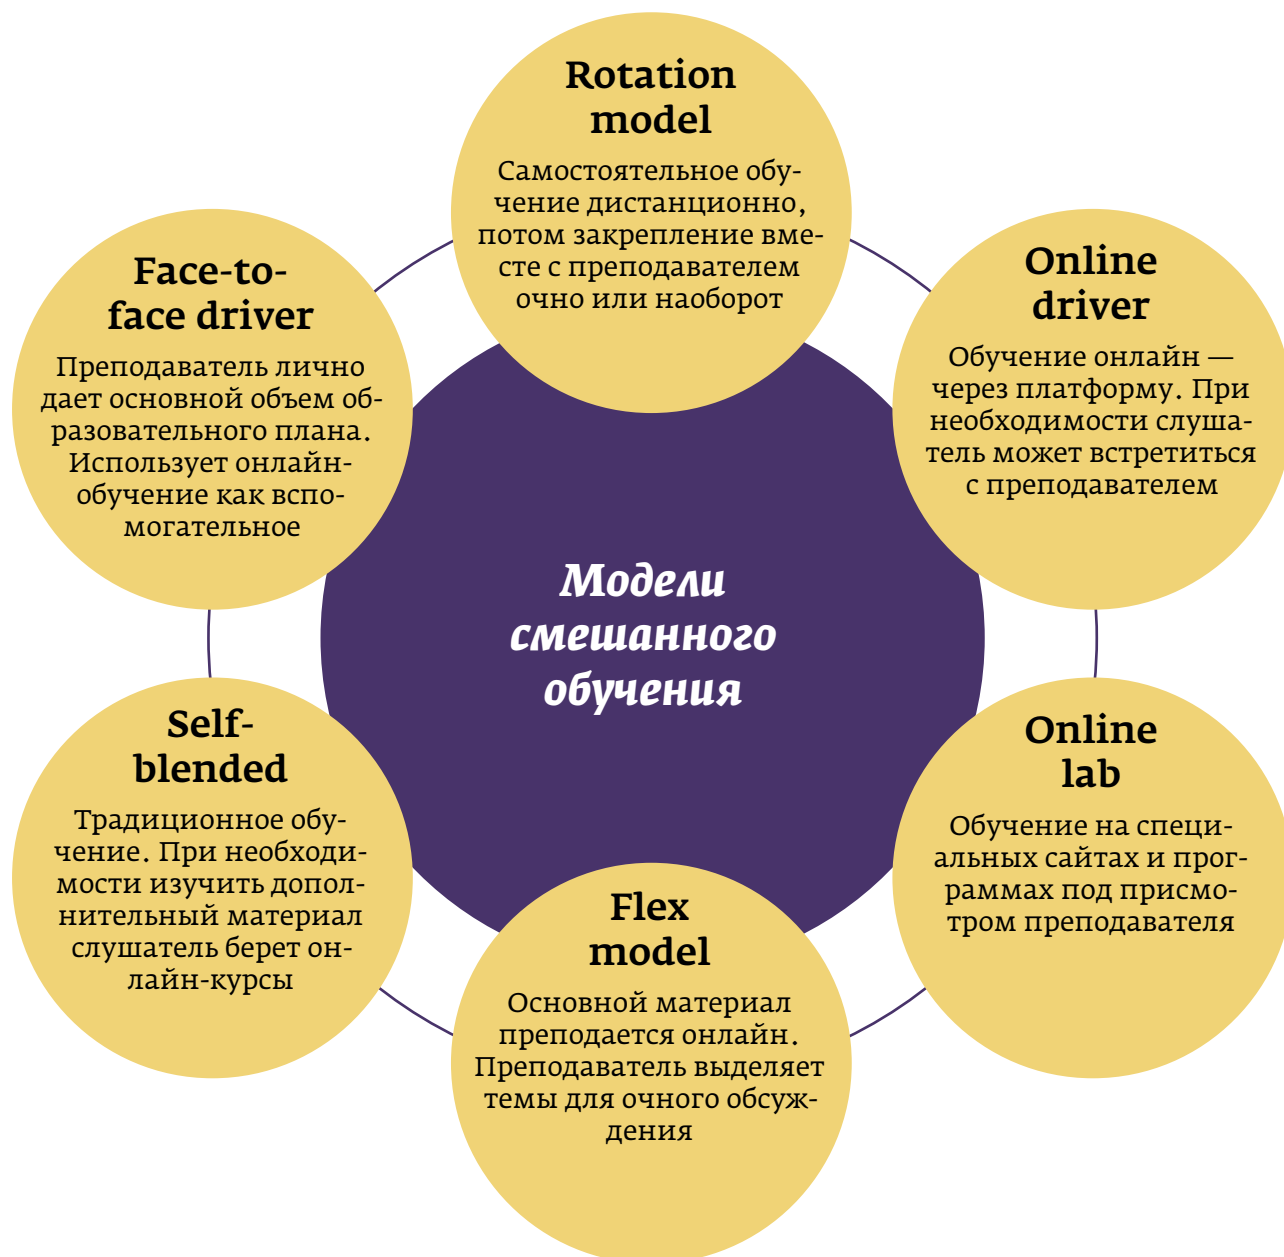 Rotation
model
Самостоятельное обу-
чение дистанционно,
потом закрепление вме-
сте с преподавателем
очно или наоборот
Face-to-
face driver
Преподаватель лично
дает основной объем об-
разовательного плана.
Использует онлайн-
обучение как вспо-
могательное
Online
driver
Обучение онлайн —
через платформу. При
необходимости слуша-
тель может встретиться
с преподавателем
Модели
смешанного
обучения
Self-
blended
Традиционное обу-
чение. При необходи-
мости изучить допол-
нительный материал
слушатель берет он-
лайн-курсы
Online
lab
Обучение на специ-
альных сайтах и прог-
раммах под присмо-
тром преподавателя
Flex
model
Основной материал
преподается онлайн.
Преподаватель выделяет
темы для очного обсуж-
дения